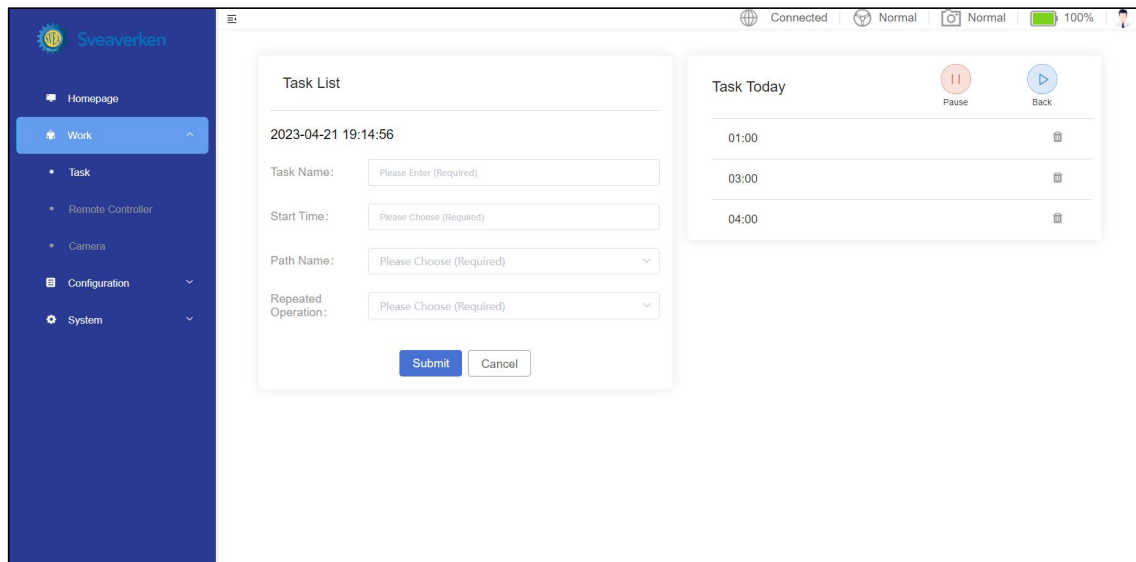 Sveaverken
Connected
Normal
Normal
100%
Homepage
Work
Task
Remote Controller
Camera
Configuration
System
Task List
2023-04-21 19:14:56
Task Name:
Please Enter (Required)
Start Time:
Please Choose (Required)
Path Name:
Please Choose (Required)
Repeated
Operation:
Please Choose (Required)
Submit
Cancel
Task Today
Pause
Back
01:00
03:00
04:00